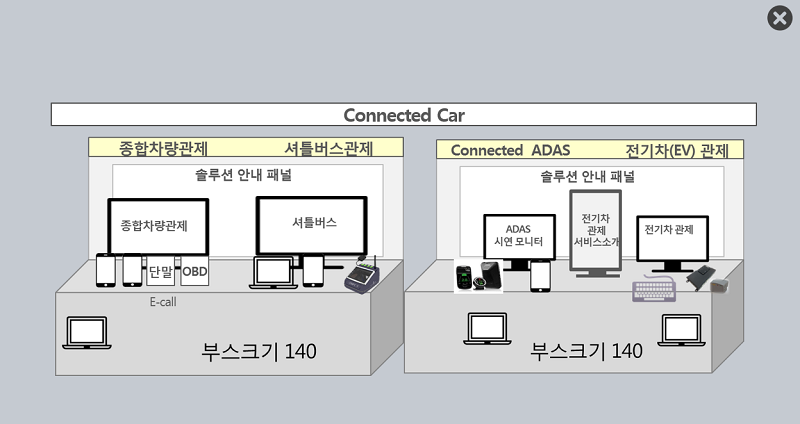 Connected Car
종합차량관제 셔틀버스관제
Connected ADAS 전기차(EV) 관제
솔루션 안내 패널
솔루션 안내 패널
종합차량관제
셔틀버스
ADAS
시연 모니터
전기차
관제
서비스소개
전기차 관제
단말
OBD
E-call
부스크기 140
부스크기 140